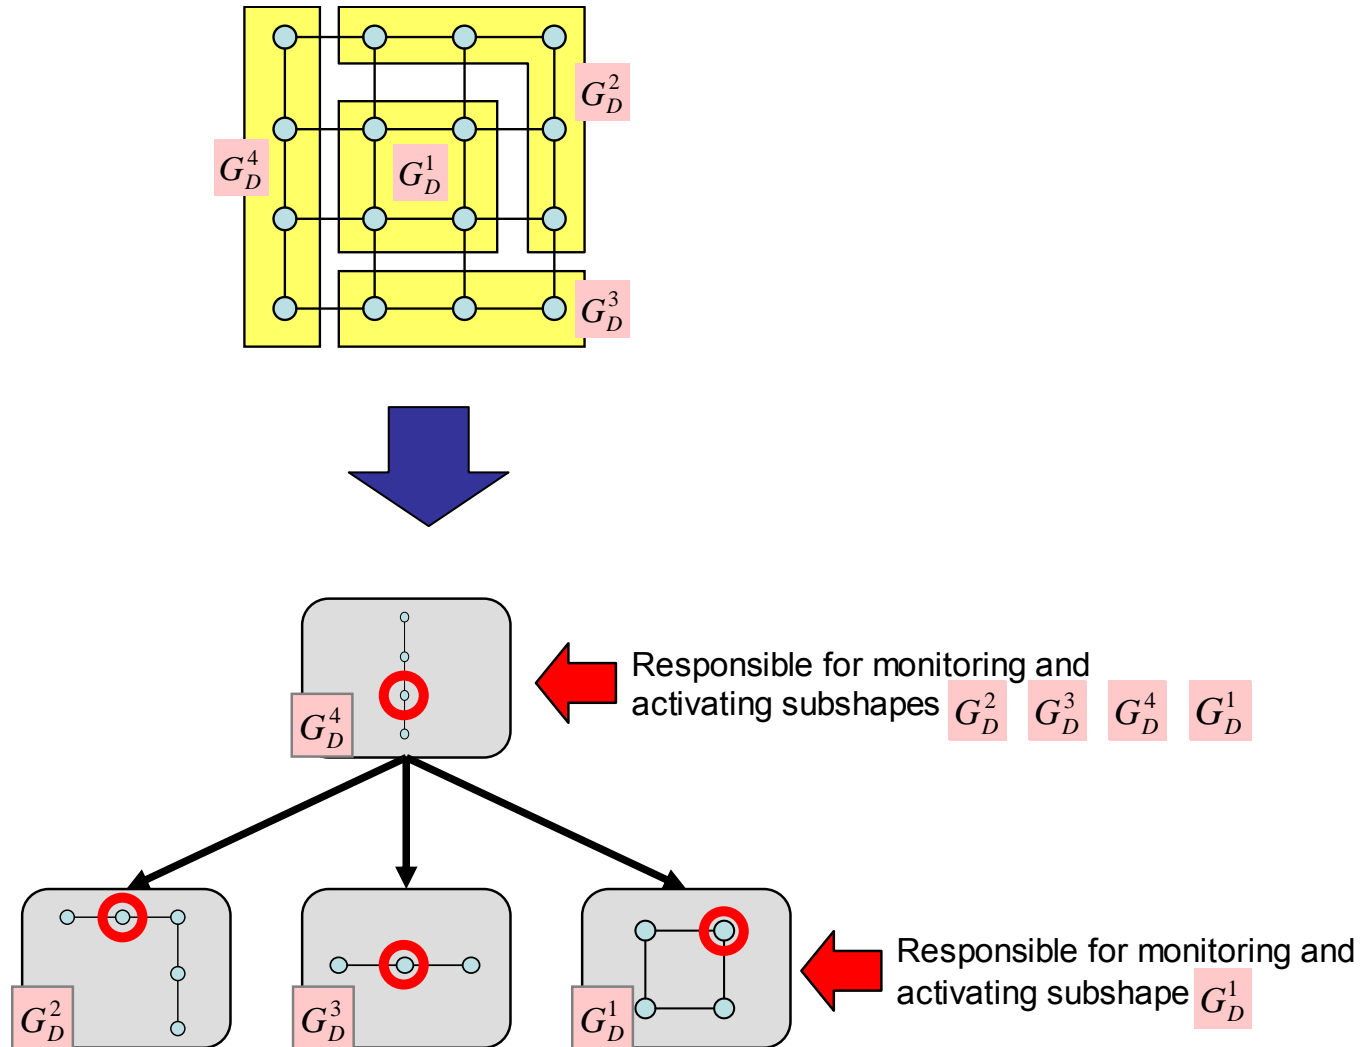 G_D^2
G_D^4
G_D^1
G_D^3
Responsible for monitoring and
activating subshapes G_D^2 G_D^3 G_D^4 G_D^1
G_D^4
Responsible for monitoring and
activating subshape G_D^1
G_D^2
G_D^3
G_D^1